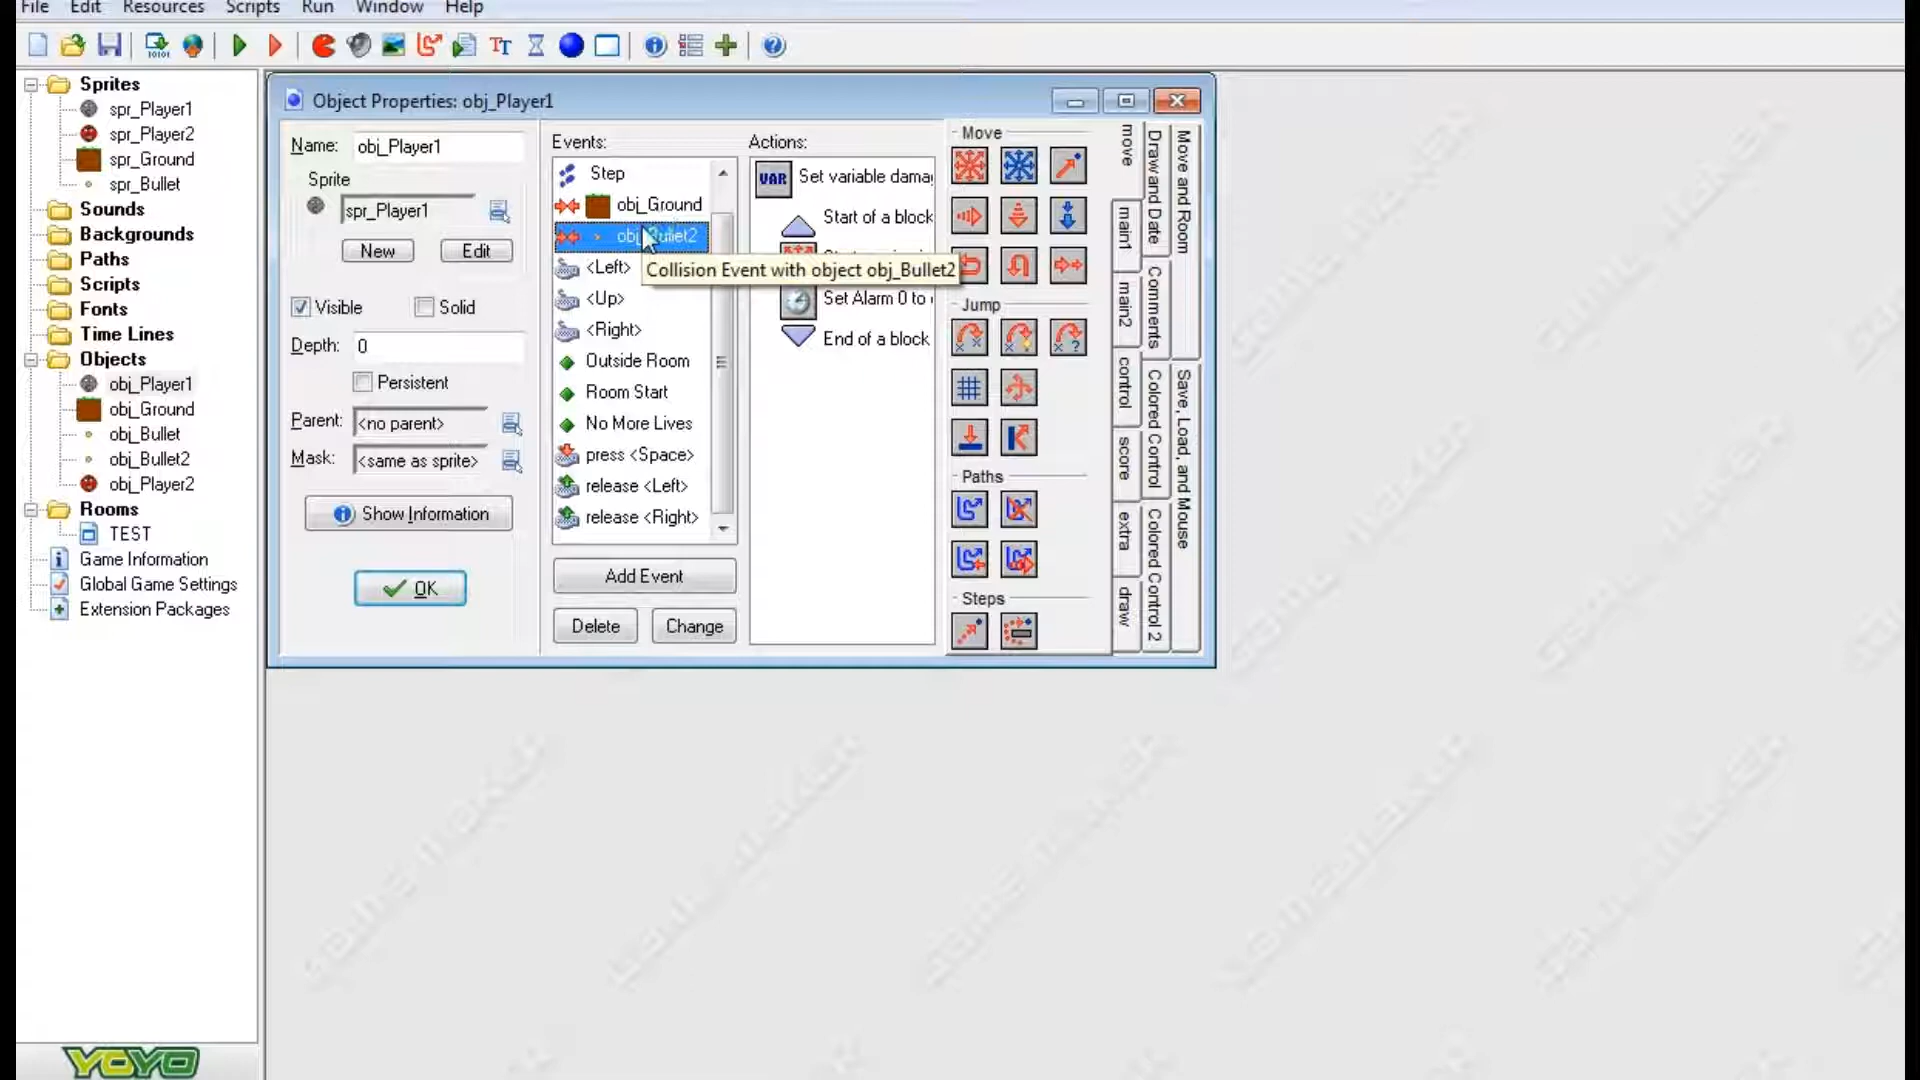 File Edit Resources Scripts Run Window Help
Sprites
spr_Player1
spr_Player2
spr_Ground
spr_Bullet
Sounds
Backgrounds
Paths
Scripts
Fonts
Time Lines
Objects
obj_Player1
obj_Ground
obj_Bullet
obj_Bullet2
obj_Player2
Rooms
TEST
Game Information
Global Game Settings
Extension Packages
YOYO
Object Properties: obj_Player1
Name: obj_Player1
Sprite
spr_Player1
New Edit
Visible Solid
Depth: 0
Persistent
Parent: <no parent>
Mask: <same as sprite>
Show Information
OK
Events:
Step
obj_Ground
obj_Bullet2
<Left>
<Up>
<Right>
Outside Room
Room Start
No More Lives
press <Space>
release <Left>
release <Right>
Add Event
Delete Change
Collision Event with object obj_Bullet2
Actions:
VAR Set variable dama
Start of a block
Set Alarm 0 to
End of a block
Move
Jump
Paths
Steps
move
main1
main2
control
score
extra
draw
Draw and Date
Comments
Colored Control
Colored Control 2
Move and Room
Save, Load, and Mouse